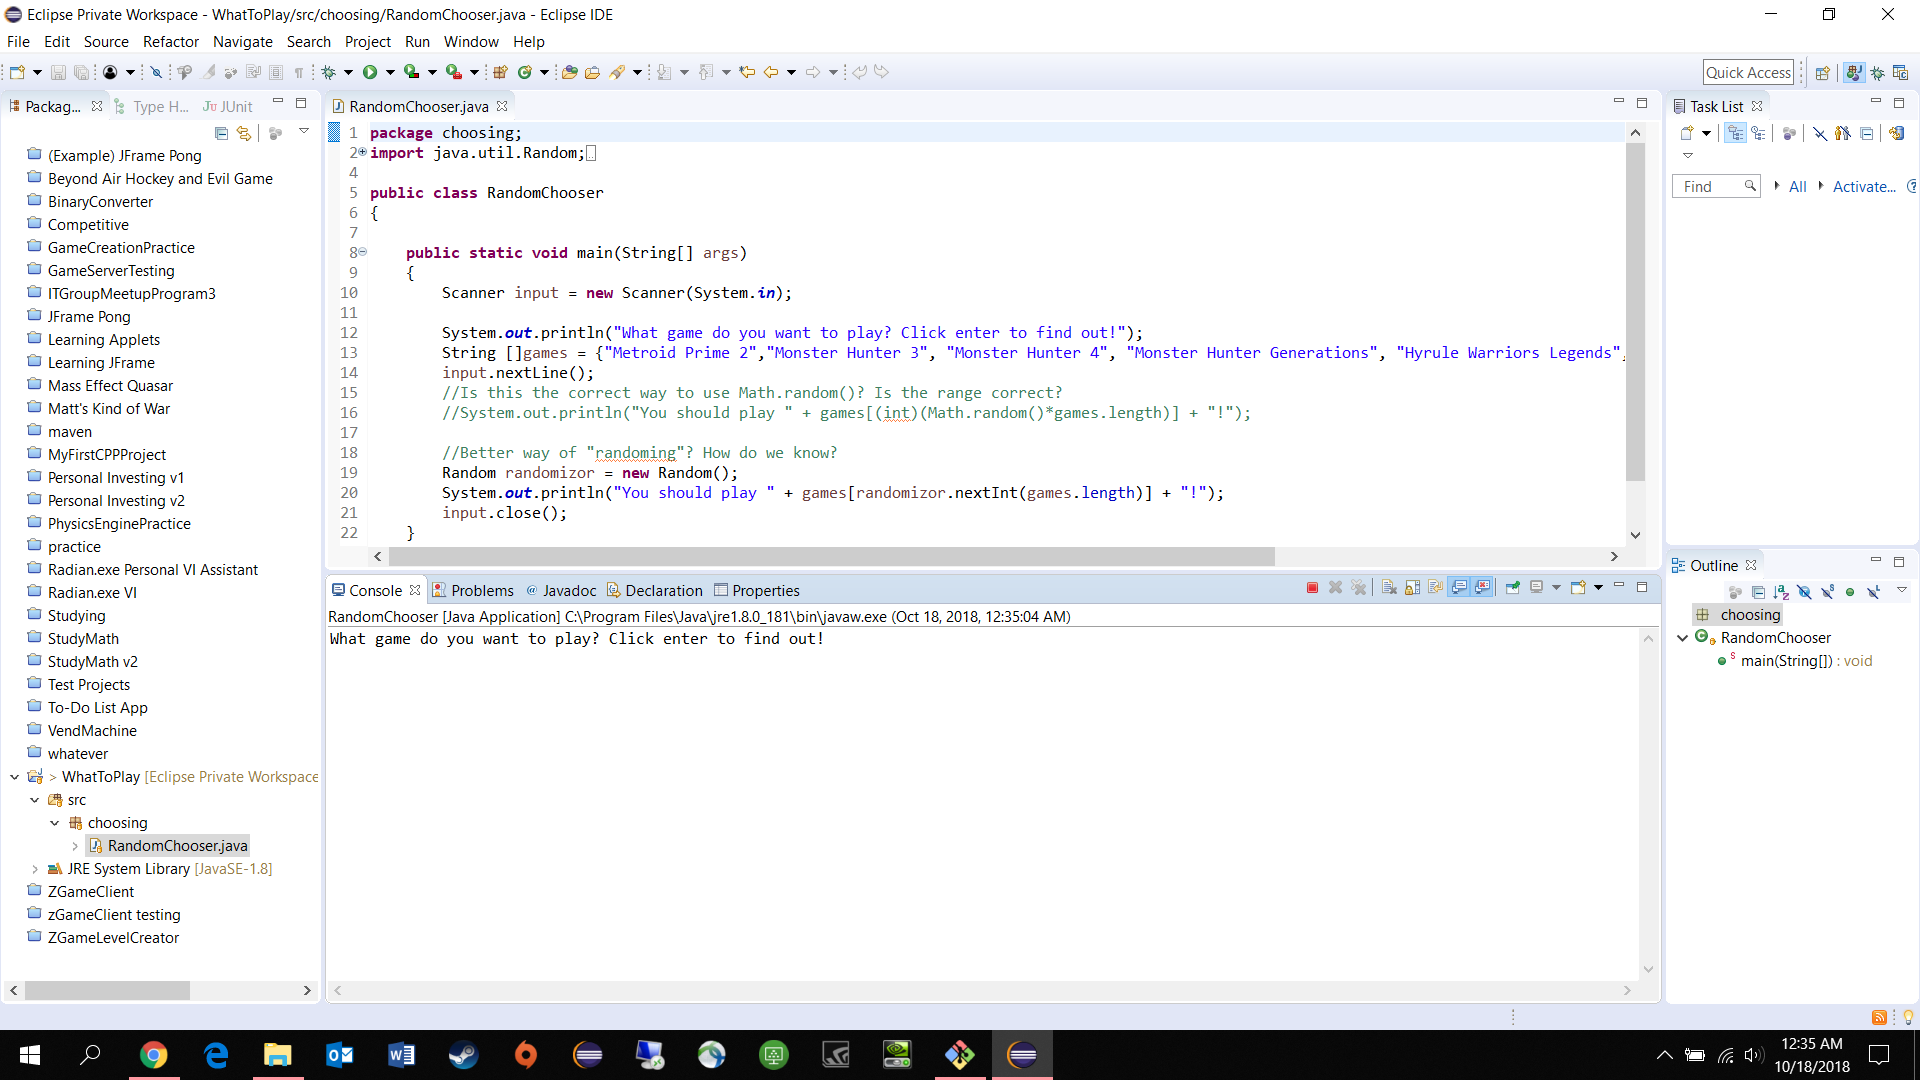 Eclipse Private Workspace - WhatToPlay/src/choosing/RandomChooser.java - Eclipse IDE
File Edit Source Refactor Navigate Search Project Run Window Help
Quick Access
Packag... Type H... JUnit
(Example) JFrame Pong
Beyond Air Hockey and Evil Game
BinaryConverter
Competitive
GameCreationPractice
GameServerTesting
ITGroupMeetupProgram3
JFrame Pong
Learning Applets
Learning JFrame
Mass Effect Quasar
Matt's Kind of War
maven
MyFirstCPPProject
Personal Investing v1
Personal Investing v2
PhysicsEnginePractice
practice
Radian.exe Personal VI Assistant
Radian.exe VI
Studying
StudyMath
StudyMath v2
Test Projects
To-Do List App
VendMachine
whatever
> WhatToPlay [Eclipse Private Workspace
src
choosing
RandomChooser.java
JRE System Library [JavaSE-1.8]
ZGameClient
zGameClient testing
ZGameLevelCreator
RandomChooser.java
1 package choosing;
2 import java.util.Random;
4
5 public class RandomChooser
6 {
7
8 public static void main(String[] args)
9 {
10 Scanner input = new Scanner(System.in);
11
12 System.out.println("What game do you want to play? Click enter to find out!");
13 String []games = {"Metroid Prime 2","Monster Hunter 3", "Monster Hunter 4", "Monster Hunter Generations", "Hyrule Warriors Legends",
14 input.nextLine();
15 //Is this the correct way to use Math.random()? Is the range correct?
16 //System.out.println("You should play " + games[(int)(Math.random()*games.length)] + "!");
17
18 //Better way of "randoming"? How do we know?
19 Random randomizor = new Random();
20 System.out.println("You should play " + games[randomizor.nextInt(games.length)] + "!");
21 input.close();
22 }
Console Problems @ Javadoc Declaration Properties
RandomChooser [Java Application] C:\Program Files\Java\jre1.8.0_181\bin\javaw.exe (Oct 18, 2018, 12:35:04 AM)
What game do you want to play? Click enter to find out!
Task List
Find All Activate...
Outline
choosing
RandomChooser
main(String[]) : void
12:35 AM
10/18/2018